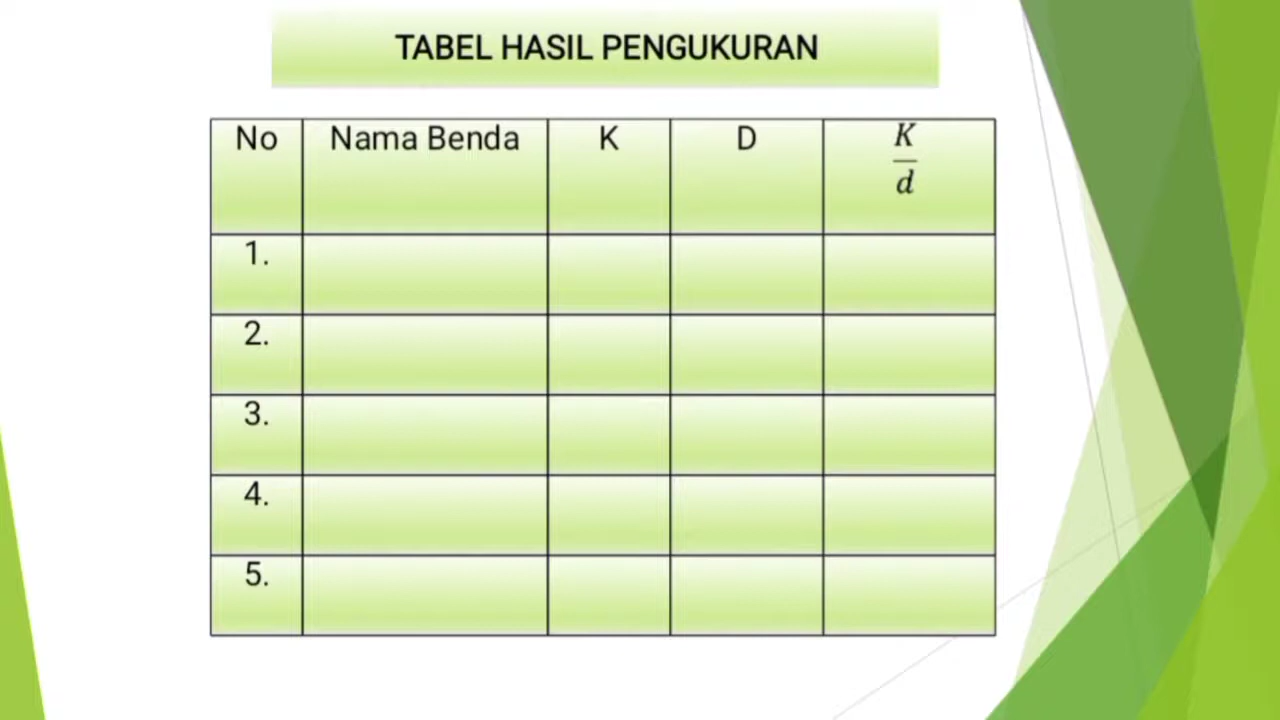 TABEL HASIL PENGUKURAN
No Nama Benda K D K/d
1.
2.
3.
4.
5.